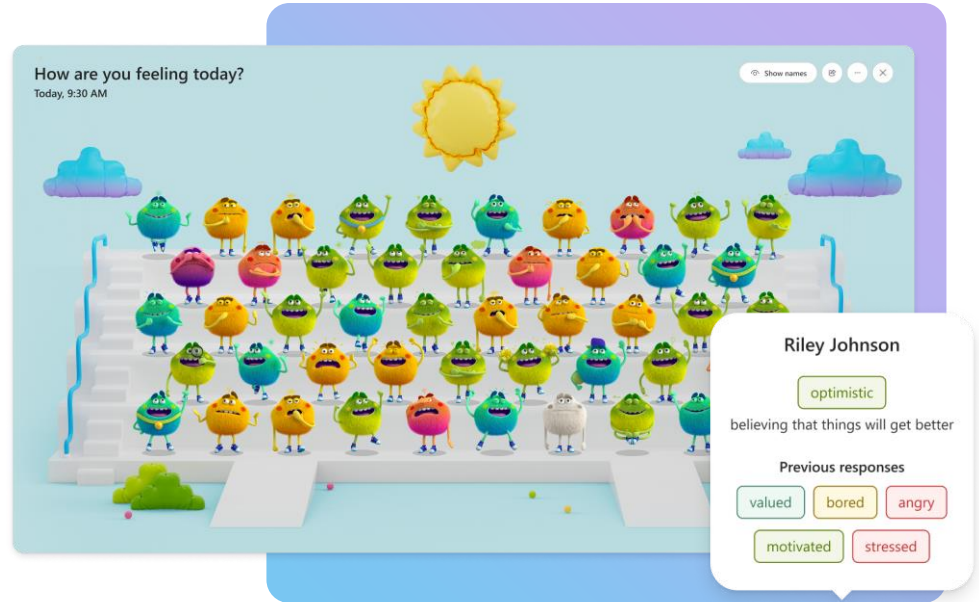 How are you feeling today?
Today, 9:30 AM
Show names
Riley Johnson
optimistic
believing that things will get better
Previous responses
valued bored angry
motivated stressed